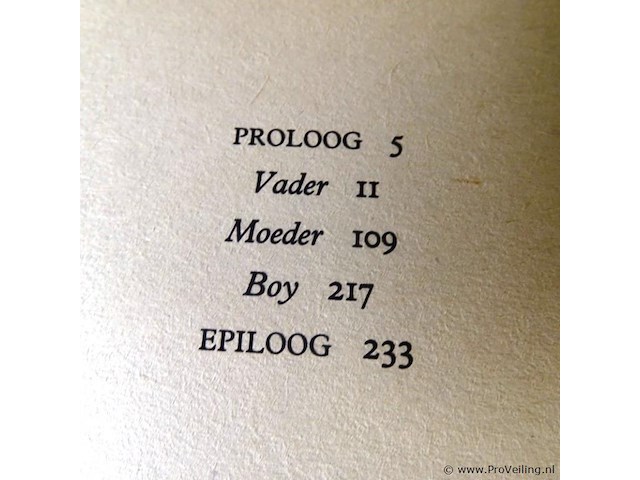 PROLOOG 5
Vader 11
Moeder 109
Boy 217
EPILOOG 233
© www.ProVeiling.nl